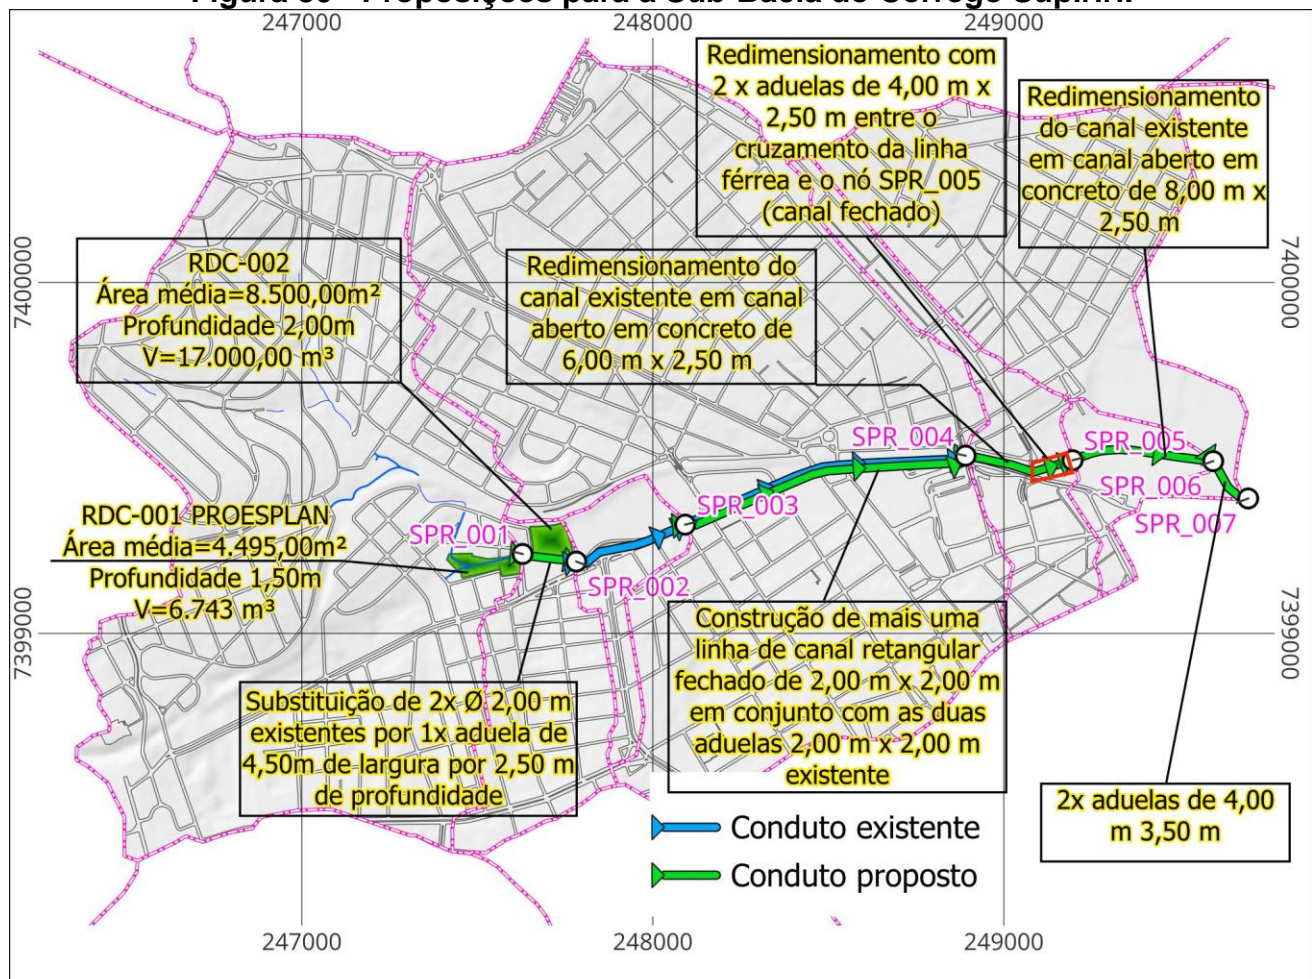 247000
248000
249000
Redimensionamento com
2 x aduelas de 4,00 m x
2,50 m entre o
cruzamento da linha
férrea e o nó SPR_005
(canal fechado)
Redimensionamento
do canal existente
em canal aberto em
concreto de 8,00 m x
2,50 m
RDC-002
Área média=8.500,00m²
Profundidade 2,00m
V=17.000,00 m³
Redimensionamento do
canal existente em canal
aberto em concreto de
6,00 m x 2,50 m
7400000
7400000
SPR_004
SPR_005
SPR_006
SPR_007
SPR_003
SPR_001
SPR_002
RDC-001 PROESPLAN
Área média=4.495,00m²
Profundidade 1,50m
V=6.743 m³
7399000
7399000
Construção de mais uma
linha de canal retangular
fechado de 2,00 m x 2,00 m
em conjunto com as duas
aduelas 2,00 m x 2,00 m
existente
Substituição de 2x Ø 2,00 m
existentes por 1x aduela de
4,50m de largura por 2,50 m
de profundidade
2x aduelas de 4,00
m 3,50 m
Conduto existente
Conduto proposto
247000
248000
249000